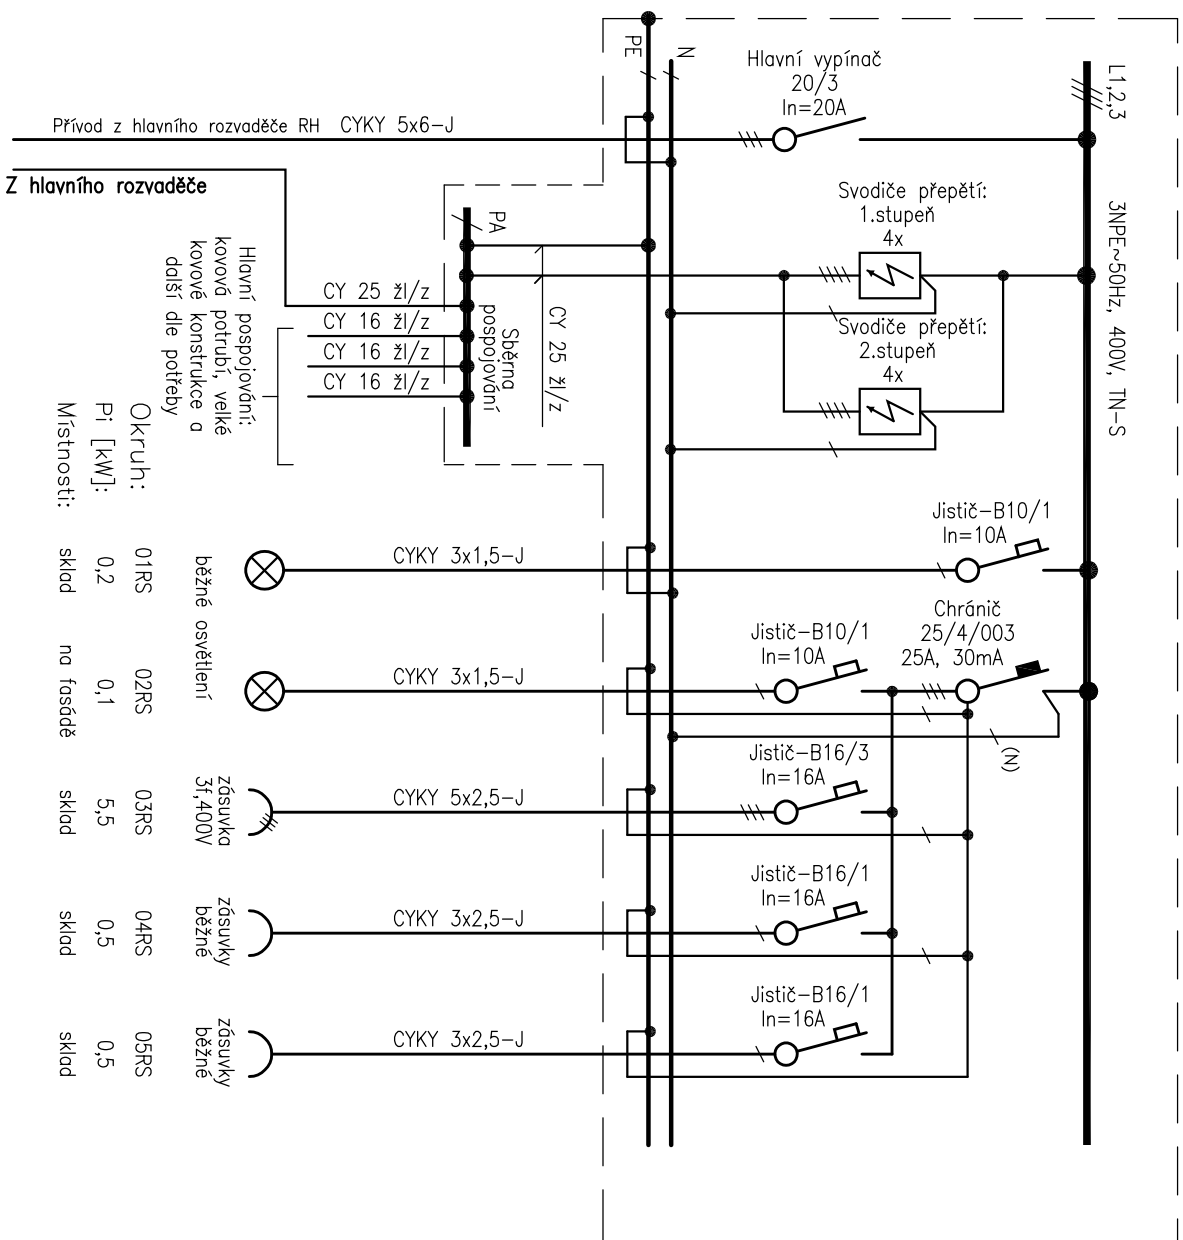 PE
N
L1,2,3
3NPE~50Hz, 400V, TN-S
Hlavní vypínač
20/3
In=20A
Přívod z hlavního rozvaděče RH CYKY 5x6-J
Z hlavního rozvaděče
PA
Svodiče přepětí:
1.stupeň
4x
Svodiče přepětí:
2.stupeň
4x
CY 25 žl/z
CY 25 žl/z
CY 16 žl/z
CY 16 žl/z
CY 16 žl/z
Sběrna
pospojování
Hlavní pospojování:
kovová potrubí, velké
kovové konstrukce a
další dle potřeby
Jistič-B10/1
In=10A
CYKY 3x1,5-J
Chránič
25/4/003
25A, 30mA
(N)
Jistič-B10/1
In=10A
CYKY 3x1,5-J
Jistič-B16/3
In=16A
CYKY 5x2,5-J
Jistič-B16/1
In=16A
CYKY 3x2,5-J
Jistič-B16/1
In=16A
CYKY 3x2,5-J
běžné osvětlení
zásuvka
3f,400V
zásuvky
běžné
zásuvky
běžné
Okruh: 01RS 02RS 03RS 04RS 05RS
Pi [kW]: 0,2 0,1 5,5 0,5 0,5
Místnosti: sklad na fasádě sklad sklad sklad